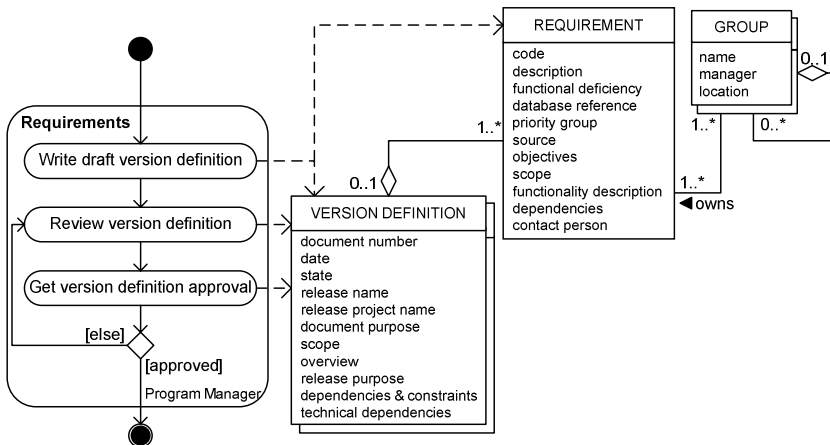 Requirements
Write draft version definition
Review version definition
Get version definition approval
[else]
[approved]
Program Manager
0..1
1..*
VERSION DEFINITION
document number
date
state
release name
release project name
document purpose
scope
overview
release purpose
dependencies & constraints
technical dependencies
REQUIREMENT
code
description
functional deficiency
database reference
priority group
source
objectives
scope
functionality description
dependencies
contact person
GROUP
name
manager
location
0..1
1..*
0..*
1..*
◀owns